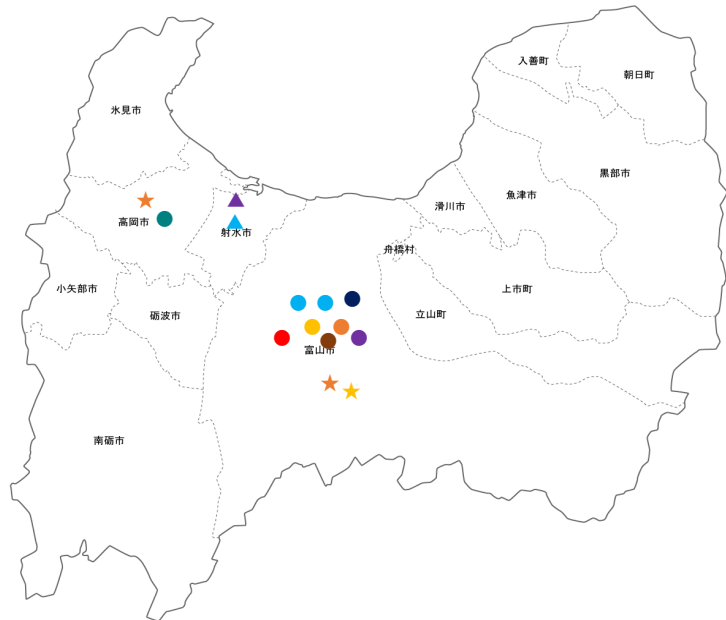 入善町
朝日町
氷見市
黒部市
魚津市
滑川市
高岡市
射水市
舟橋村
上市町
小矢部市
砺波市
立山町
富山市
南砺市